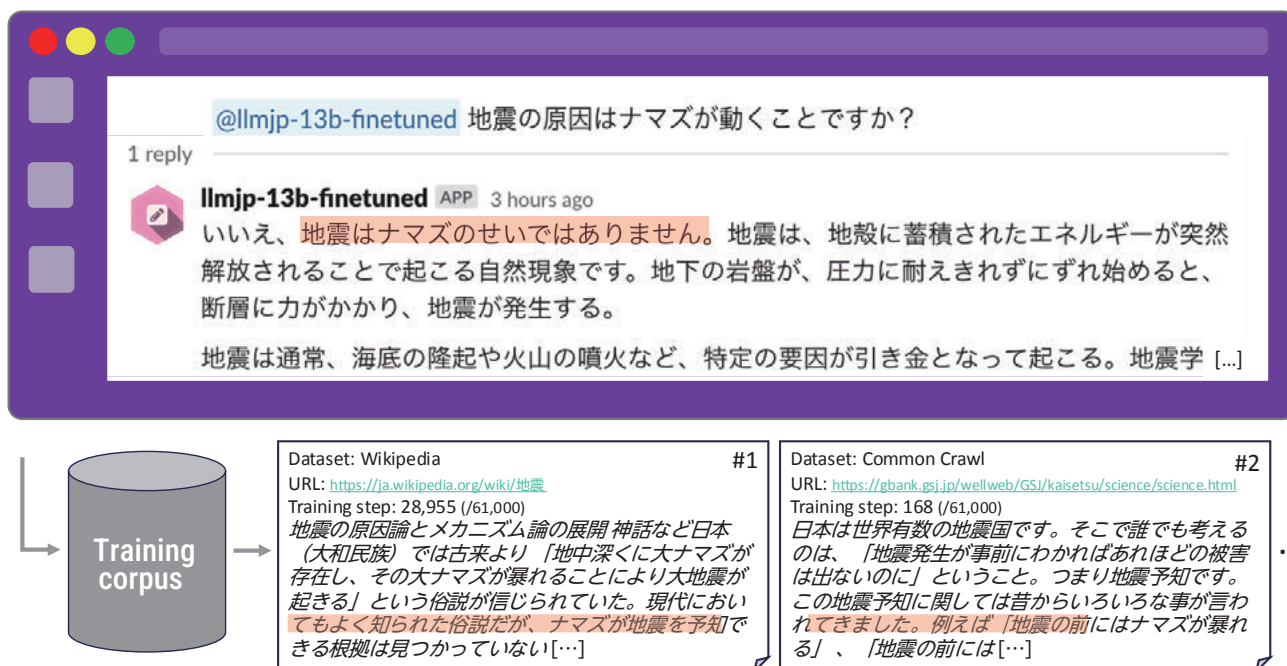 @llmjp-13b-finetuned 地震の原因はナマズが動くことですか？
1 reply
llmjp-13b-finetuned APP 3 hours ago
いいえ、地震はナマズのせいではありません。地震は、地殻に蓄積されたエネルギーが突然
解放されることで起こる自然現象です。地下の岩盤が、圧力に耐えきれずにずれ始めると、
断層に力がかかり、地震が発生する。
地震は通常、海底の隆起や火山の噴火など、特定の要因が引き金となって起こる。地震学 [...]
Training
corpus
Dataset: Wikipedia #1
URL: https://ja.wikipedia.org/wiki/地震
Training step: 28,955 (/61,000)
地震の原因論とメカニズム論の展開 神話など日本
（大和民族）では古来より 「地中深くに大ナマズが
存在し、その大ナマズが暴れることにより大地震が
起きる」という俗説が信じられていた。現代におい
てもよく知られた俗説だが、ナマズが地震を予知で
きる根拠は見つかっていない […]
Dataset: Common Crawl #2
URL: https://gbank.gsj.jp/wellweb/GSJ/kaisetsu/science/science.html
Training step: 168 (/61,000)
日本は世界有数の地震国です。そこで誰でも考える
のは、「地震発生が事前にわかればあれほどの被害
は出ないのに」ということ。つまり地震予知です。
この地震予知に関しては昔からいろいろな事が言わ
れてきました。例えば「地震の前にはナマズが暴れ
る」、「地震の前には […]